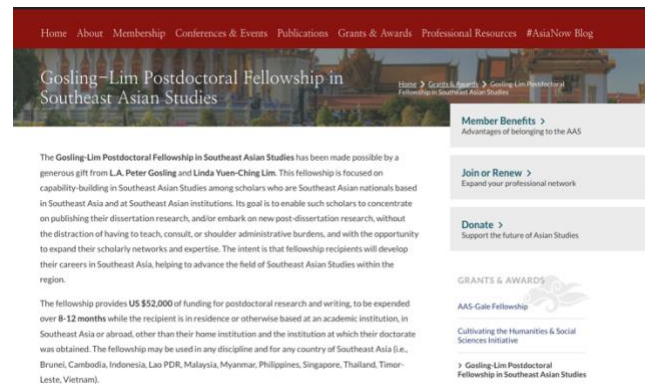 Home About Membership Conferences & Events Publications Grants & Awards Professional Resources #AsiaNow Blog
Gosling-Lim Postdoctoral Fellowship in
Southeast Asian Studies
Home > Grants & Awards > Gosling-Lim Postdoctoral
Fellowship in Southeast Asian Studies
Member Benefits >
Advantages of belonging to the AAS
Join or Renew >
Expand your professional network
Donate >
Support the future of Asian Studies
The Gosling-Lim Postdoctoral Fellowship in Southeast Asian Studies has been made possible by a
generous gift from L.A. Peter Gosling and Linda Yuen-Ching Lim. This fellowship is focused on
capability-building in Southeast Asian Studies among scholars who are Southeast Asian nationals based
in Southeast Asia and at Southeast Asian institutions. Its goal is to enable such scholars to concentrate
on publishing their dissertation research, and/or embark on new post-dissertation research, without
the distraction of having to teach, consult, or shoulder administrative burdens, and with the opportunity
to expand their scholarly networks and expertise. The intent is that fellowship recipients will develop
their careers in Southeast Asia, helping to advance the field of Southeast Asian Studies within the
region.
The fellowship provides US $52,000 of funding for postdoctoral research and writing, to be expended
over 8-12 months while the recipient is in residence or otherwise based at an academic institution, in
Southeast Asia or abroad, other than their home institution and the institution at which their doctorate
was obtained. The fellowship may be used in any discipline and for any country of Southeast Asia (i.e.,
Brunei, Cambodia, Indonesia, Lao PDR, Malaysia, Myanmar, Philippines, Singapore, Thailand, Timor-
Leste, Vietnam).
GRANTS & AWARDS
AAS-Gale Fellowship
Cultivating the Humanities & Social
Sciences Initiative
> Gosling-Lim Postdoctoral
Fellowship in Southeast Asian Studies